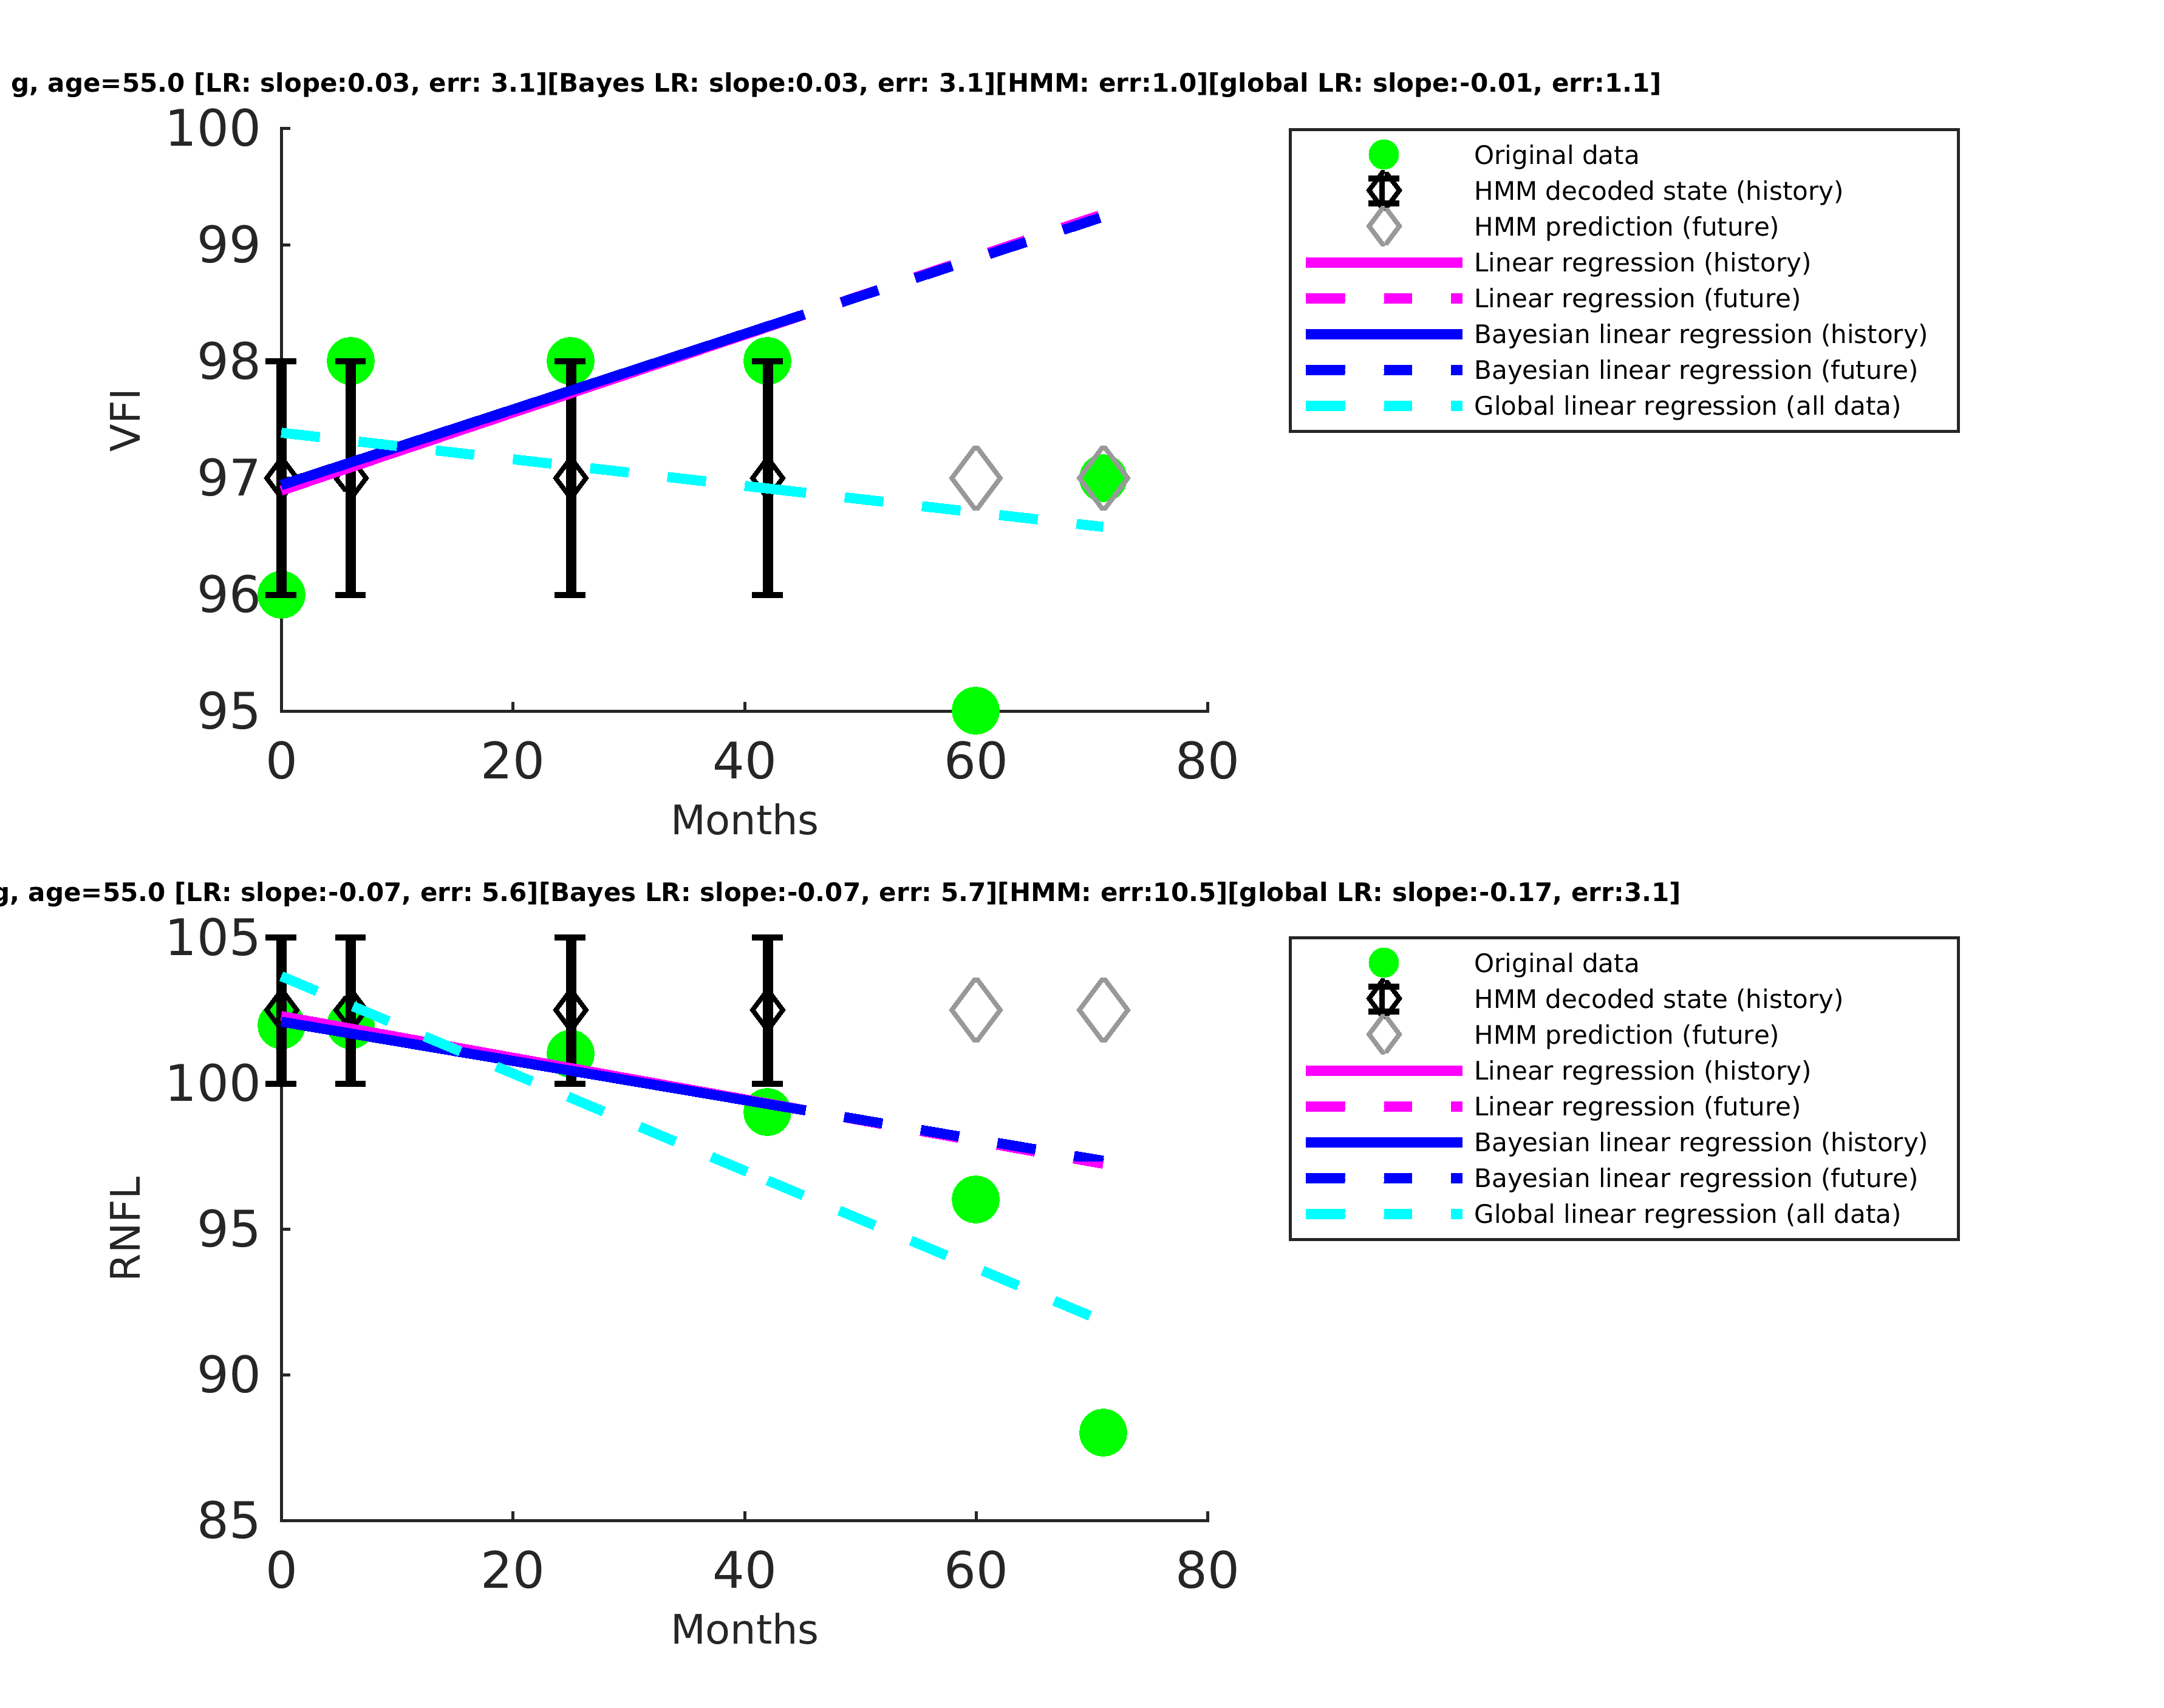 g, age=55.0 [LR: slope:0.03, err: 3.1][Bayes LR: slope:0.03, err: 3.1][HMM: err:1.0][global LR: slope:-0.01, err:1.1]
100
99
98
97
96
95
VFI
0 20 40 60 80
Months
Original data
HMM decoded state (history)
HMM prediction (future)
Linear regression (history)
Linear regression (future)
Bayesian linear regression (history)
Bayesian linear regression (future)
Global linear regression (all data)
g, age=55.0 [LR: slope:-0.07, err: 5.6][Bayes LR: slope:-0.07, err: 5.7][HMM: err:10.5][global LR: slope:-0.17, err:3.1]
105
100
95
90
85
RNFL
0 20 40 60 80
Months
Original data
HMM decoded state (history)
HMM prediction (future)
Linear regression (history)
Linear regression (future)
Bayesian linear regression (history)
Bayesian linear regression (future)
Global linear regression (all data)